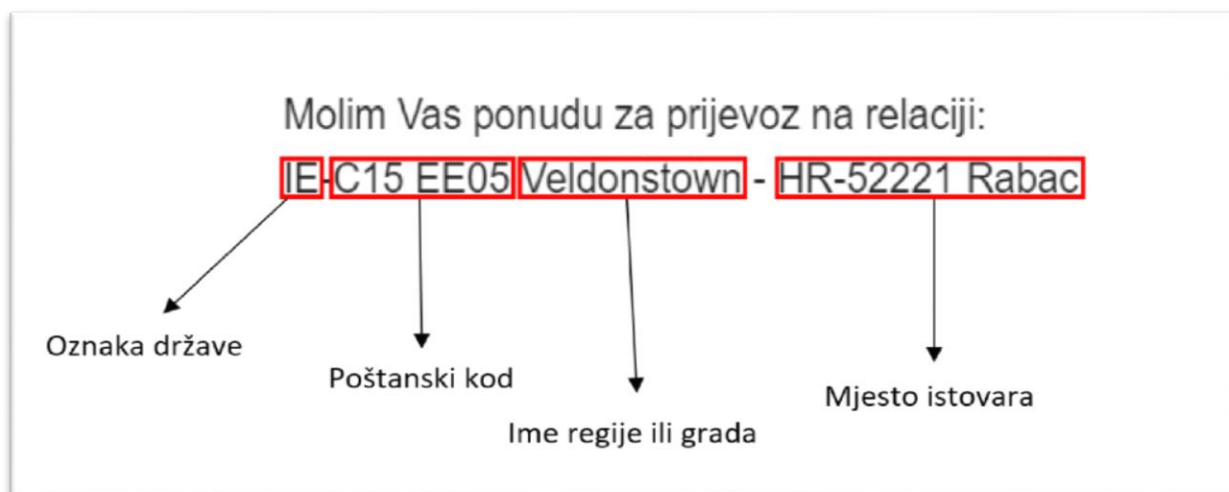 Molim Vas ponudu za prijevoz na relaciji:
IE-C15 EE05 Veldonstown - HR-52221 Rabac
Oznaka države
Poštanski kod
Ime regije ili grada
Mjesto istovara